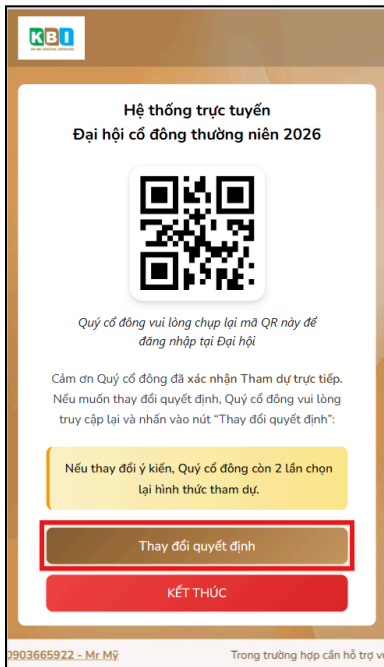 KBI
Hệ thống trực tuyến
Đại hội cổ đông thường niên 2026
Quý cổ đông vui lòng chụp lại mã QR này để
đăng nhập tại Đại hội
Cảm ơn Quý cổ đông đã xác nhận Tham dự trực tiếp.
Nếu muốn thay đổi quyết định, Quý cổ đông vui lòng
truy cập lại và nhấn vào nút “Thay đổi quyết định”:
Nếu thay đổi ý kiến, Quý cổ đông còn 2 lần chọn
lại hình thức tham dự.
Thay đổi quyết định
KẾT THÚC
0903665922 - Mr Mỹ Trong trường hợp cần hỗ trợ